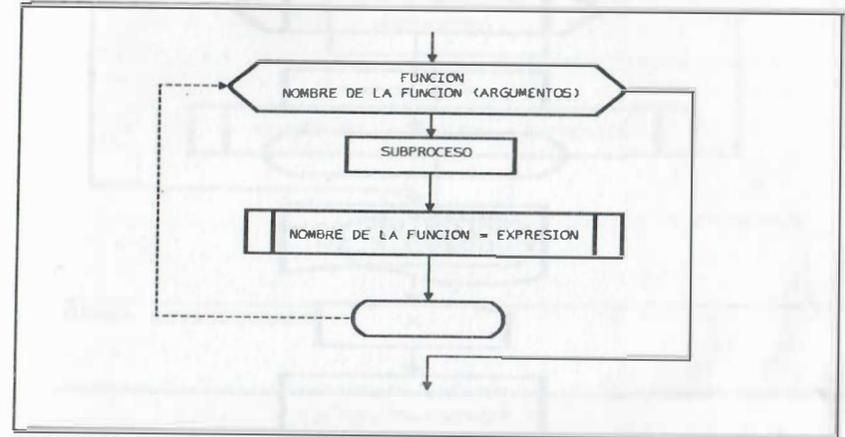 FUNCION
NOMBRE DE LA FUNCION (ARGUMENTOS)
SUBPROCESO
NOMBRE DE LA FUNCION = EXPRESION